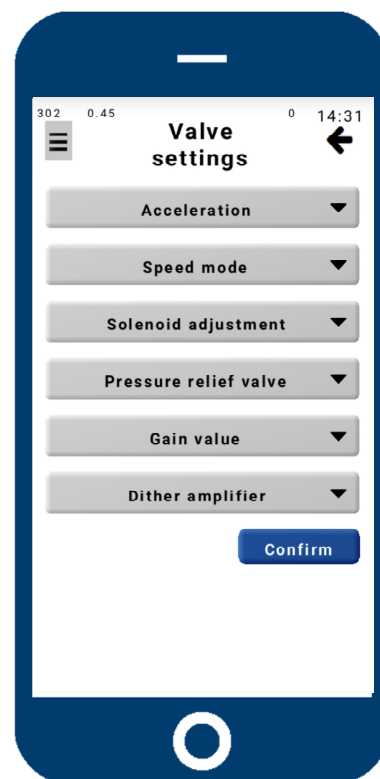 302 0.45 0 14:31
Valve
settings
Acceleration
Speed mode
Solenoid adjustment
Pressure relief valve
Gain value
Dither amplifier
Confirm